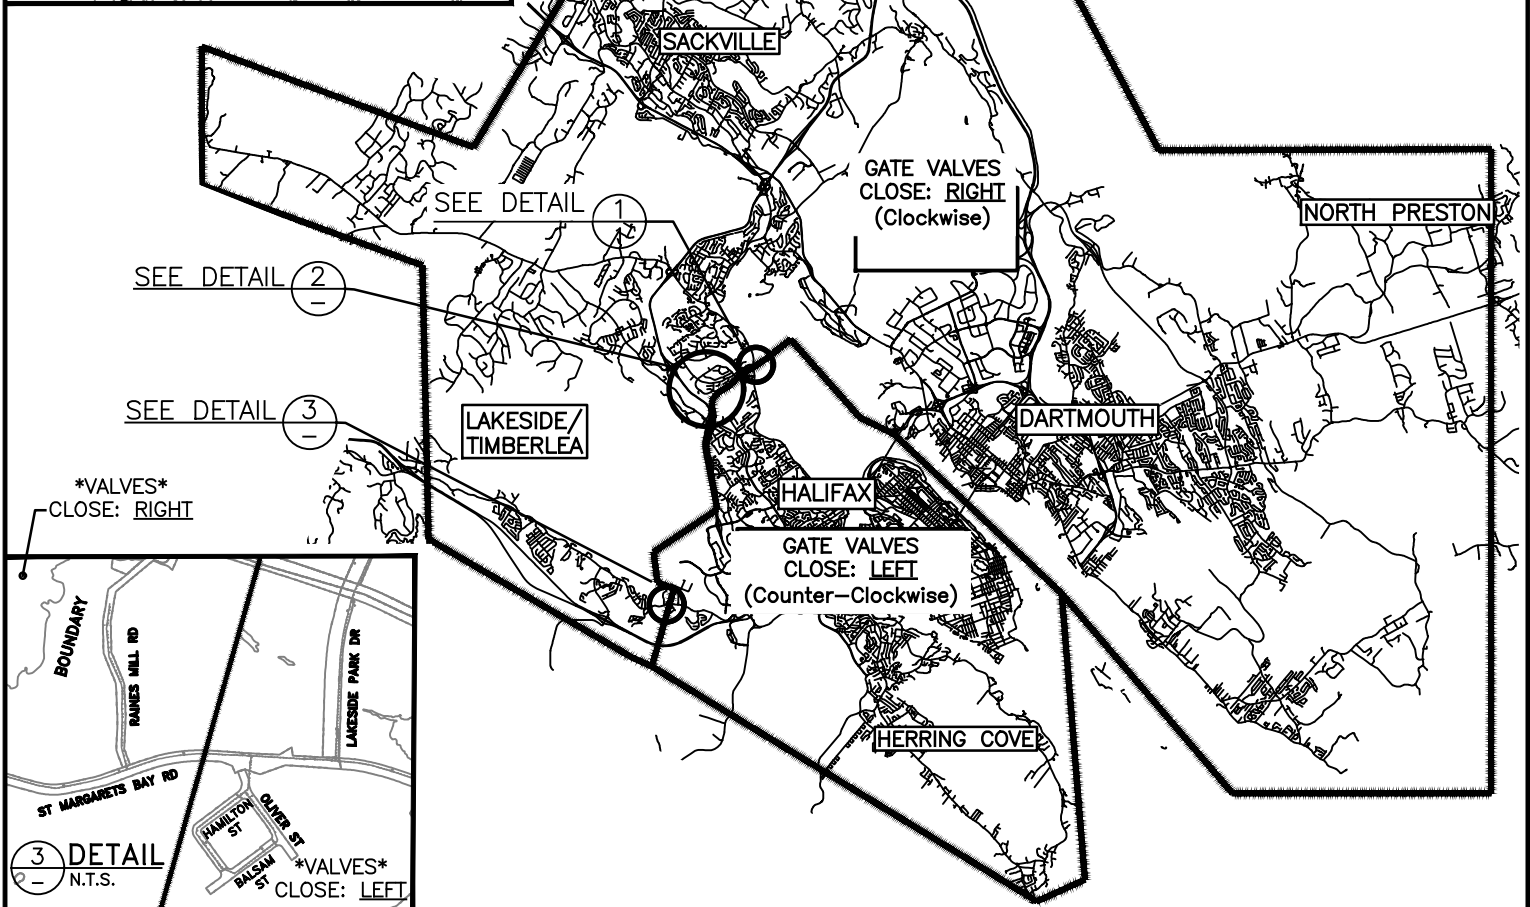 SACKVILLE
GATE VALVES
CLOSE: RIGHT
(Clockwise)
NORTH PRESTON
SEE DETAIL 1
SEE DETAIL 2
–
SEE DETAIL 3
–
LAKESIDE/
TIMBERLEA
DARTMOUTH
*VALVES*
CLOSE: RIGHT
HALIFAX
GATE VALVES
CLOSE: LEFT
(Counter–Clockwise)
HERRING COVE
BOUNDARY
RAINES MILL RD
LAKESIDE PARK DR
ST MARGARETS BAY RD
HAMILTON
ST
OLIVER ST
BALSAM
ST
3 DETAIL
– N.T.S.
*VALVES*
CLOSE: LEFT